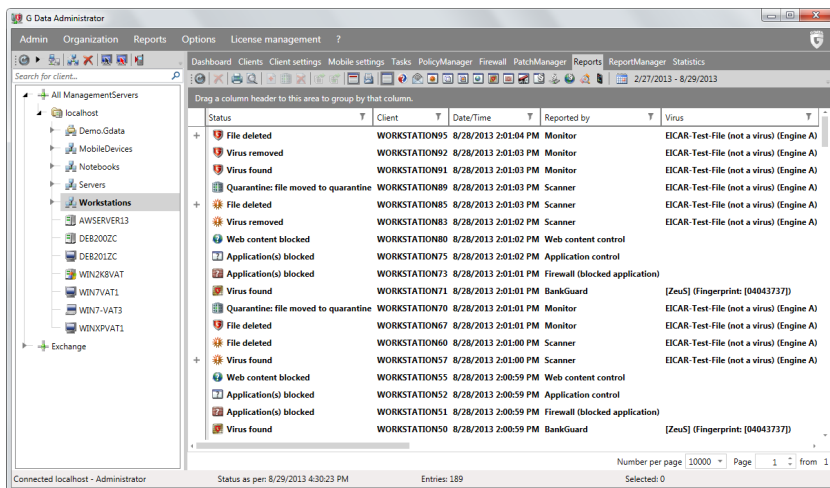 G Data Administrator
Admin Organization Reports Options License management ?
Dashboard Clients Client settings Mobile settings Tasks PolicyManager Firewall PatchManager Reports ReportManager Statistics
Search for client...
2/27/2013 - 8/29/2013
All ManagementServers
localhost
Demo.Gdata
MobileDevices
Notebooks
Servers
Workstations
AWSERVER13
DEB200ZC
DEB201ZC
WIN2K8VAT
WIN7VAT1
WIN7-VAT3
WINXPVAT1
Exchange
Drag a column header to this area to group by that column.
Status Client Date/Time Reported by Virus
File deleted WORKSTATION95 8/28/2013 2:01:04 PM Monitor EICAR-Test-File (not a virus) (Engine A)
Virus removed WORKSTATION92 8/28/2013 2:01:03 PM Monitor EICAR-Test-File (not a virus) (Engine A)
Virus found WORKSTATION91 8/28/2013 2:01:03 PM Monitor EICAR-Test-File (not a virus) (Engine A)
Quarantine: file moved to quarantine WORKSTATION89 8/28/2013 2:01:03 PM Scanner EICAR-Test-File (not a virus) (Engine A)
File deleted WORKSTATION85 8/28/2013 2:01:03 PM Scanner EICAR-Test-File (not a virus) (Engine A)
Virus removed WORKSTATION83 8/28/2013 2:01:02 PM Scanner EICAR-Test-File (not a virus) (Engine A)
Web content blocked WORKSTATION80 8/28/2013 2:01:02 PM Web content control
Application(s) blocked WORKSTATION75 8/28/2013 2:01:02 PM Application control
Application(s) blocked WORKSTATION73 8/28/2013 2:01:01 PM Firewall (blocked application)
Virus found WORKSTATION71 8/28/2013 2:01:01 PM BankGuard [ZeuS] (Fingerprint: [04043737])
Quarantine: file moved to quarantine WORKSTATION70 8/28/2013 2:01:01 PM Monitor EICAR-Test-File (not a virus) (Engine A)
File deleted WORKSTATION67 8/28/2013 2:01:01 PM Monitor EICAR-Test-File (not a virus) (Engine A)
File deleted WORKSTATION60 8/28/2013 2:01:00 PM Scanner EICAR-Test-File (not a virus) (Engine A)
Virus found WORKSTATION57 8/28/2013 2:01:00 PM Scanner EICAR-Test-File (not a virus) (Engine A)
Web content blocked WORKSTATION55 8/28/2013 2:00:59 PM Web content control
Application(s) blocked WORKSTATION52 8/28/2013 2:00:59 PM Application control
Application(s) blocked WORKSTATION51 8/28/2013 2:00:59 PM Firewall (blocked application)
Virus found WORKSTATION50 8/28/2013 2:00:59 PM BankGuard [ZeuS] (Fingerprint: [04043737])
Number per page 10000 Page 1 from 1
Connected localhost - Administrator Status as per: 8/29/2013 4:30:23 PM Entries: 189 Selected: 0